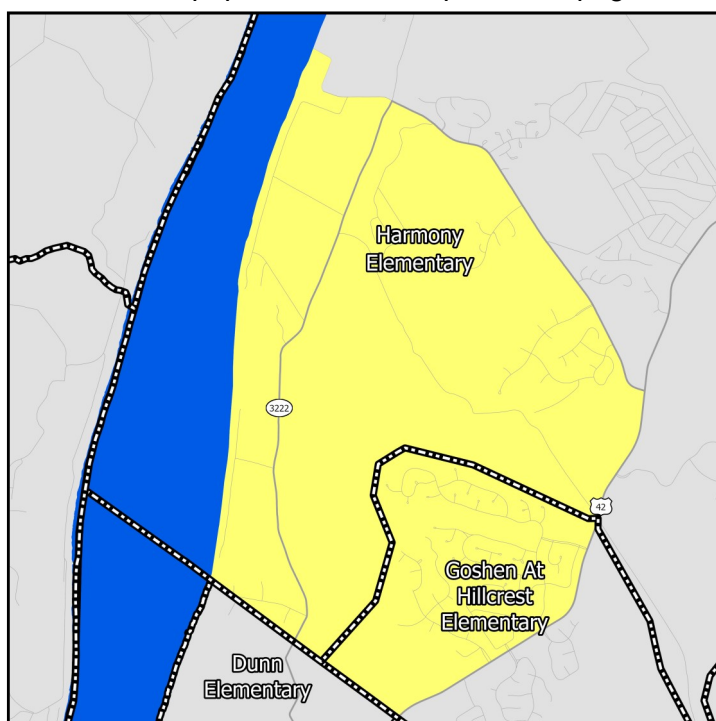 Harmony
Elementary
3222
42
Goshen At
Hillcrest
Elementary
Dunn
Elementary